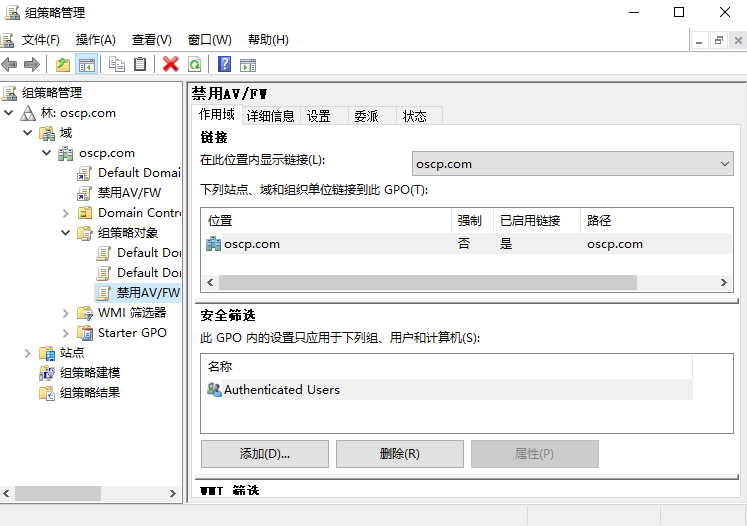 组策略管理
文件(F) 操作(A) 查看(V) 窗口(W) 帮助(H)
组策略管理
林: oscp.com
域
oscp.com
Default Domai
禁用AV/FW
Domain Contro
组策略对象
Default Dor
Default Dor
禁用AV/FW
WMI 筛选器
Starter GPO
站点
组策略建模
组策略结果
禁用AV/FW
作用域 详细信息 设置 委派 状态
链接
在此位置内显示链接(L): oscp.com
下列站点、域和组织单位链接到此 GPO(T):
位置 强制 已启用链接 路径
oscp.com 否 是 oscp.com
安全筛选
此 GPO 内的设置只应用于下列组、用户和计算机(S):
名称
Authenticated Users
添加(D)... 删除(R) 属性(P)
WMI 筛选